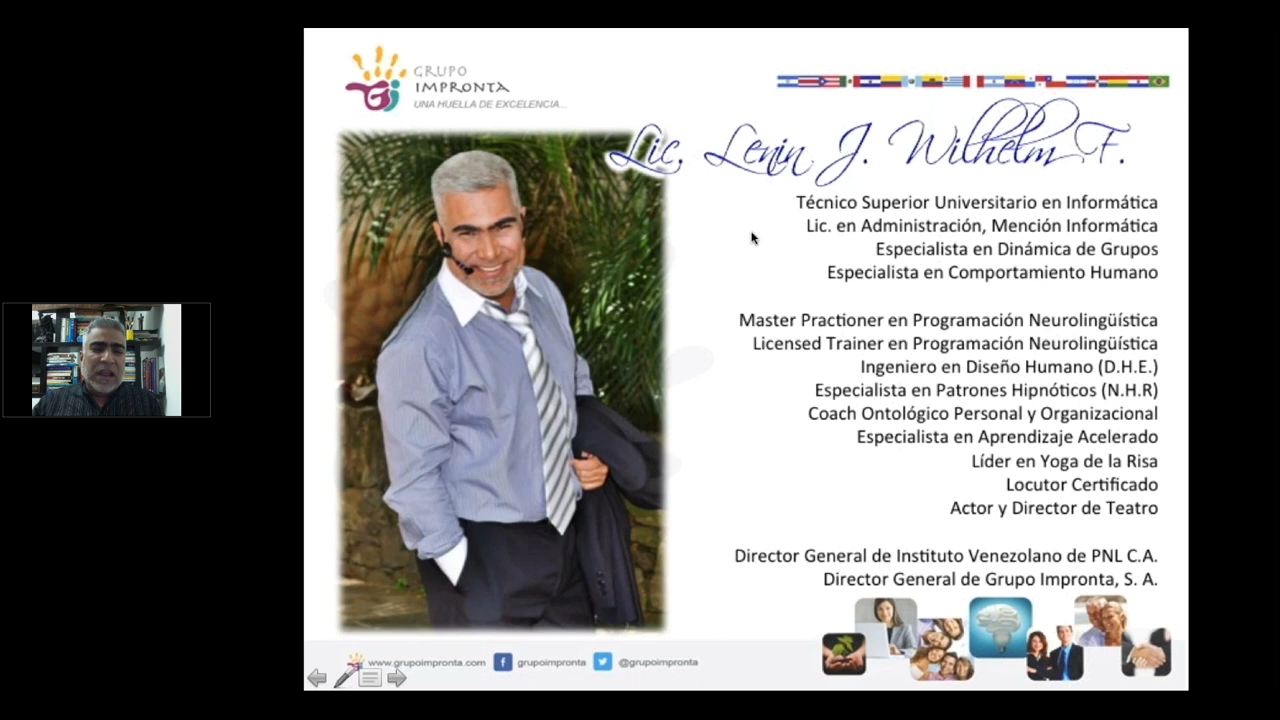 GRUPO
IMPRONTA
UNA HUELLA DE EXCELENCIA...
Lic. Lenin J. Wilhelm F.
Técnico Superior Universitario en Informática
Lic. en Administración, Mención Informática
Especialista en Dinámica de Grupos
Especialista en Comportamiento Humano
Master Practioner en Programación Neurolingüística
Licensed Trainer en Programación Neurolingüística
Ingeniero en Diseño Humano (D.H.E.)
Especialista en Patrones Hipnóticos (N.H.R)
Coach Ontológico Personal y Organizacional
Especialista en Aprendizaje Acelerado
Líder en Yoga de la Risa
Locutor Certificado
Actor y Director de Teatro
Director General de Instituto Venezolano de PNL C.A.
Director General de Grupo Impronta, S. A.
www.grupoimpronta.com f grupoimpronta @grupoimpronta